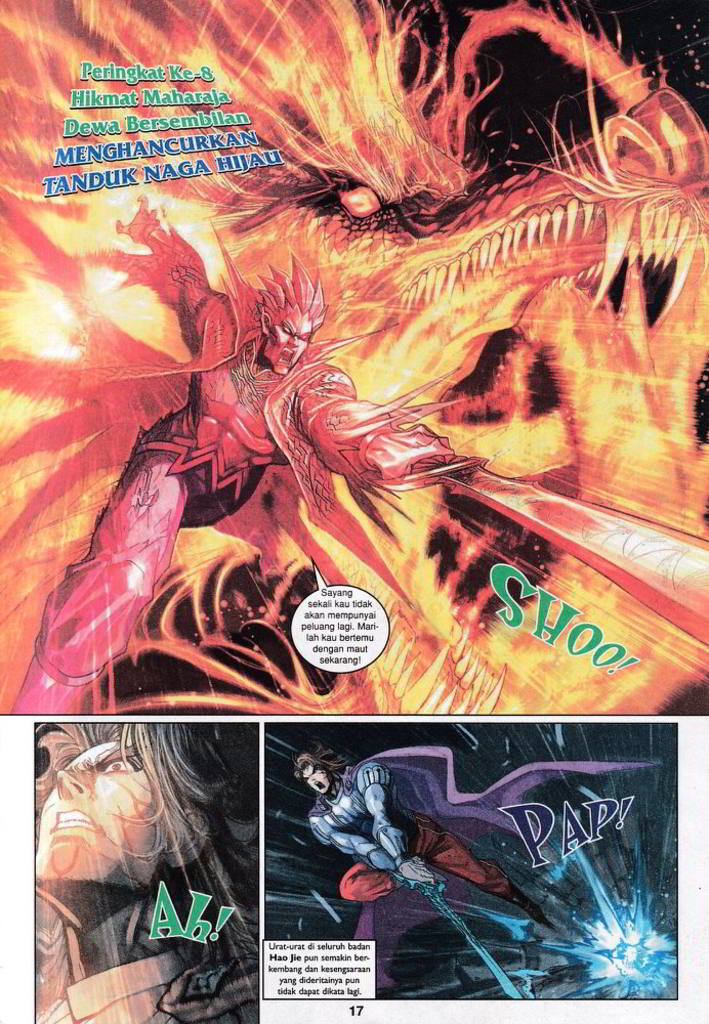 Peringkat Ke-8
Hikmat Maharaja
Dewa Bersembilan
MENGHANCURKAN
TANDUK NAGA HIJAU
Sayang
sekali kau tidak
akan mempunyai
peluang lagi. Mari-
lah kau bertemu
dengan maut
sekarang!
SHOO!
Ah!
PAP!
Urat-urat di seluruh badan
Hao Jie pun semakin ber-
kembang dan kesengsaraan
yang dideritainya pun
tidak dapat dikata lagi.
17